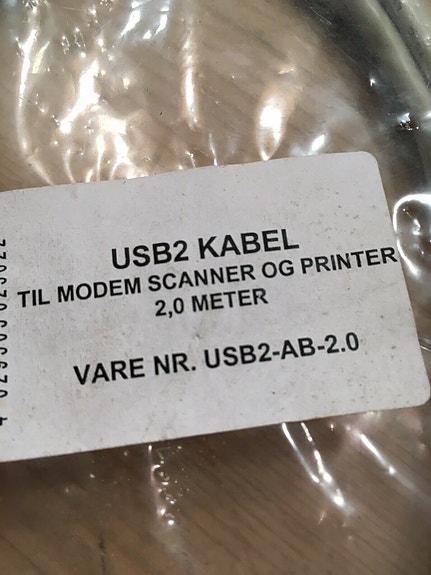 USB2 KABEL
TIL MODEM SCANNER OG PRINTER
2,0 METER
VARE NR. USB2-AB-2.0